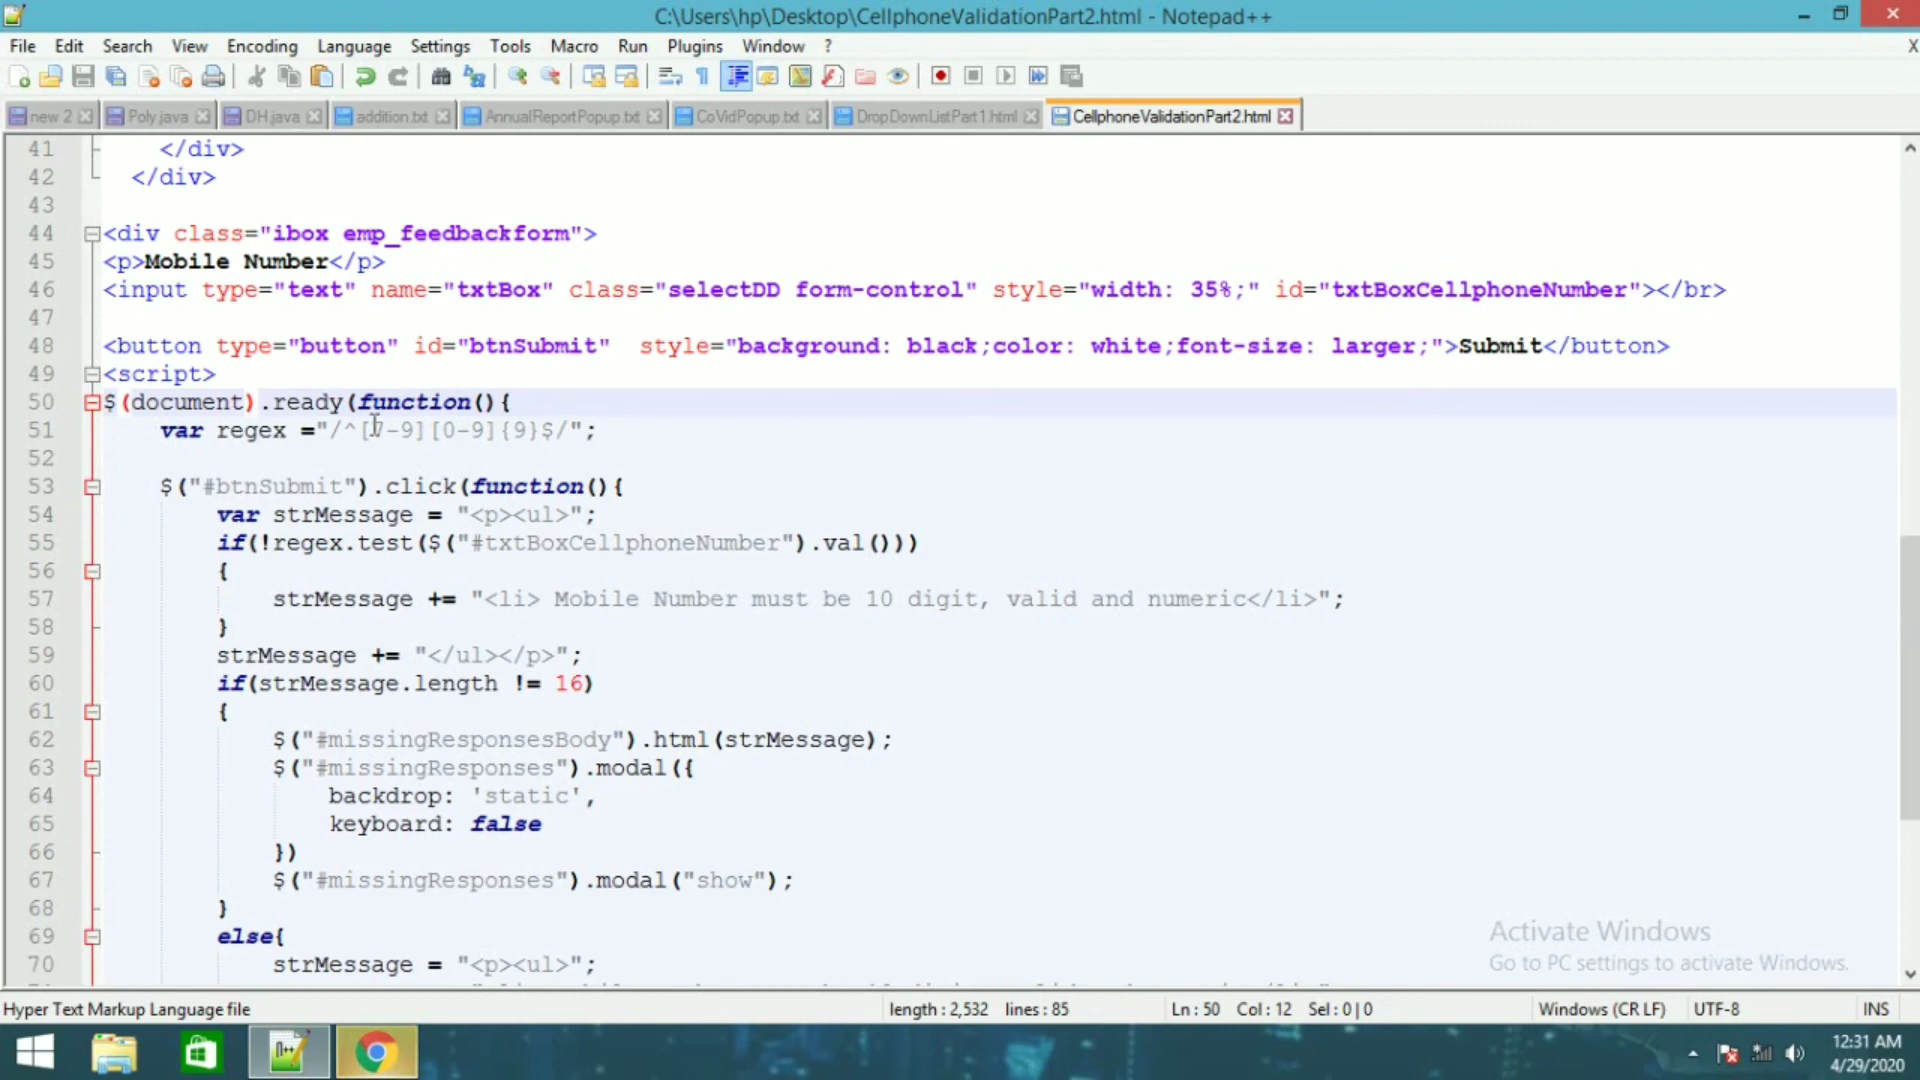 C:\Users\hp\Desktop\CellphoneValidationPart2.html - Notepad++
File Edit Search View Encoding Language Settings Tools Macro Run Plugins Window ? X
new 2 Poly.java DH.java addition.txt AnnualReportPopup.txt CoVidPopup.txt DropDownListPart1.html CellphoneValidationPart2.html
41 </div>
42 </div>
43
44 <div class="ibox emp_feedbackform">
45 <p>Mobile Number</p>
46 <input type="text" name="txtBox" class="selectDD form-control" style="width: 35%;" id="txtBoxCellphoneNumber"></br>
47
48 <button type="button" id="btnSubmit"  style="background: black;color: white;font-size: larger;">Submit</button>
49 <script>
50 $(document).ready(function(){
51 var regex ="/^[7-9][0-9]{9}$/";
52
53 $("#btnSubmit").click(function(){
54 var strMessage = "<p><ul>";
55 if(!regex.test($("#txtBoxCellphoneNumber").val()))
56 {
57 strMessage += "<li> Mobile Number must be 10 digit, valid and numeric</li>";
58 }
59 strMessage += "</ul></p>";
60 if(strMessage.length != 16)
61 {
62 $("#missingResponsesBody").html(strMessage);
63 $("#missingResponses").modal({
64 backdrop: 'static',
65 keyboard: false
66 })
67 $("#missingResponses").modal("show");
68 }
69 else{
70 strMessage = "<p><ul>";
Activate Windows
Go to PC settings to activate Windows.
Hyper Text Markup Language file length : 2,532 lines : 85 Ln : 50 Col : 12 Sel : 0 | 0 Windows (CR LF) UTF-8 INS
12:31 AM
4/29/2020